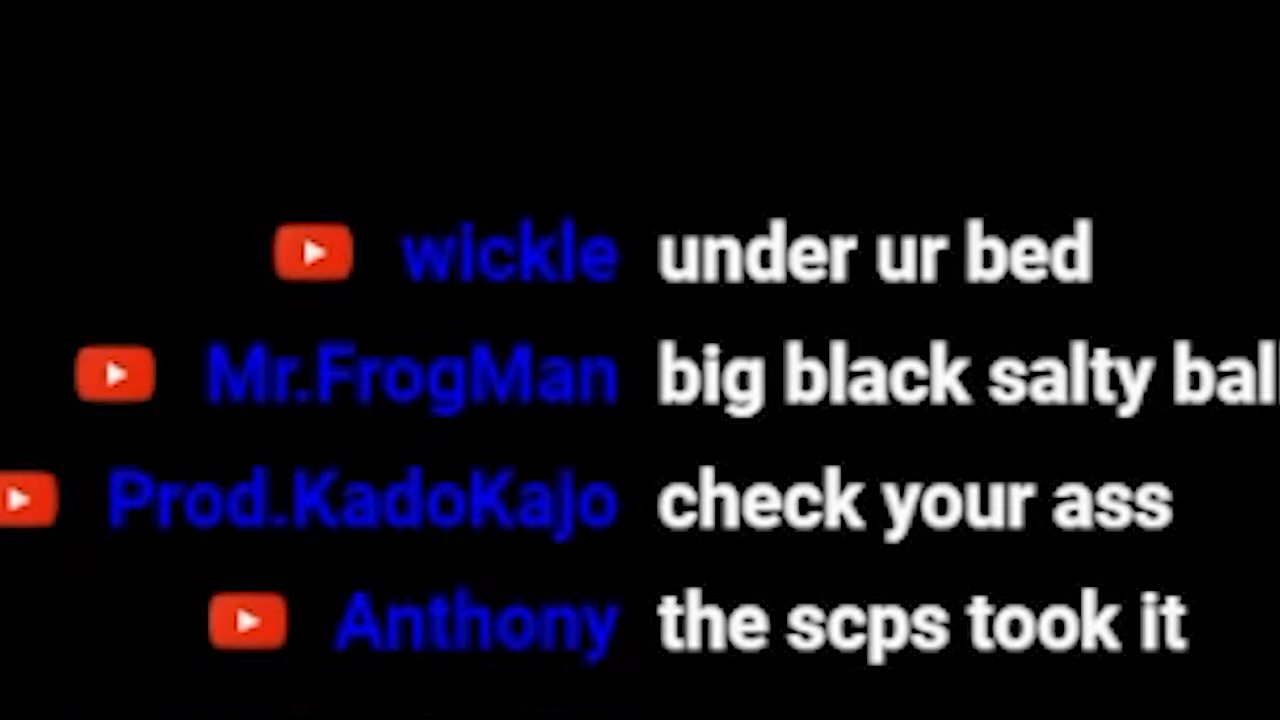 wickle under ur bed
Mr.FrogMan big black salty ball
Prod.KadoKajo check your ass
Anthony the scps took it